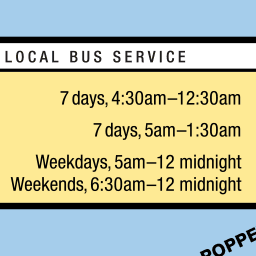 LOCAL BUS SERVICE
7 days, 4:30am–12:30am
7 days, 5am–1:30am
Weekdays, 5am–12 midnight
Weekends, 6:30am–12 midnight